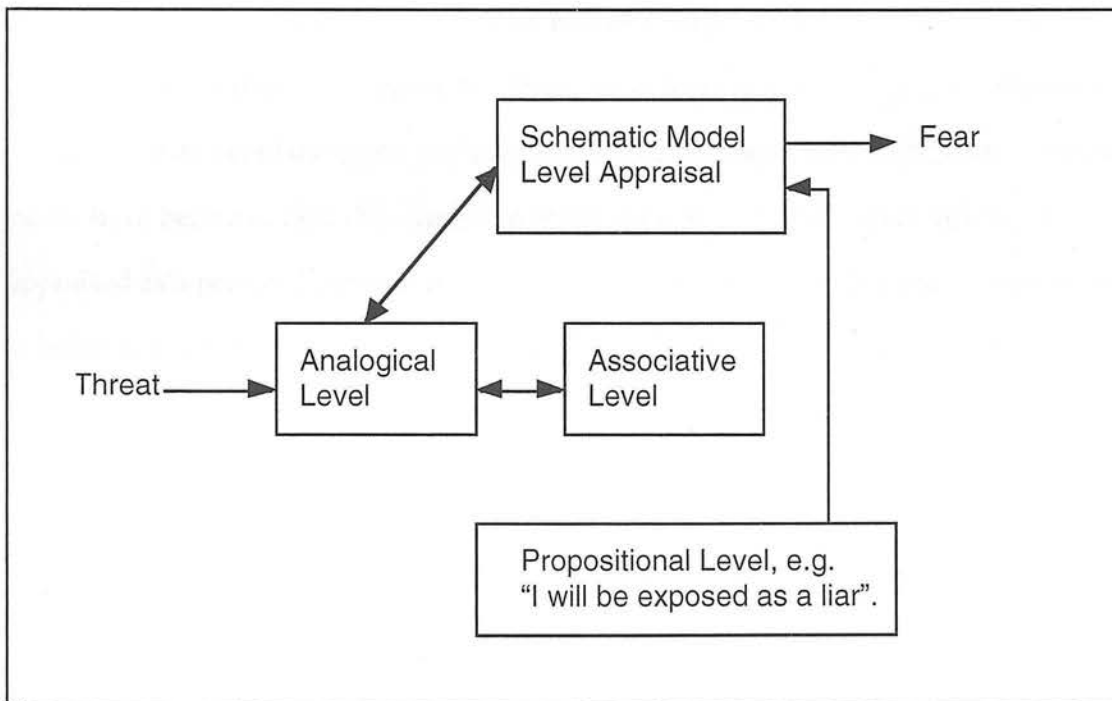 Schematic Model
Level Appraisal
Fear
Threat
Analogical
Level
Associative
Level
Propositional Level, e.g.
“I will be exposed as a liar”.